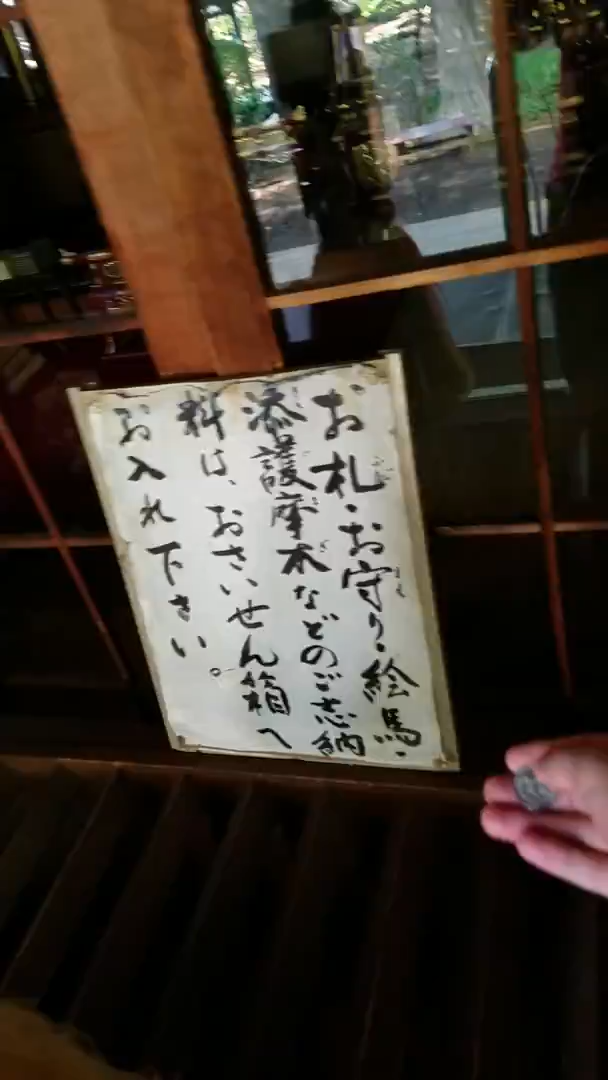 お札・お守り・絵馬・
添護摩木などのご志納
料は、おさいせん箱へ
お入れ下さい。